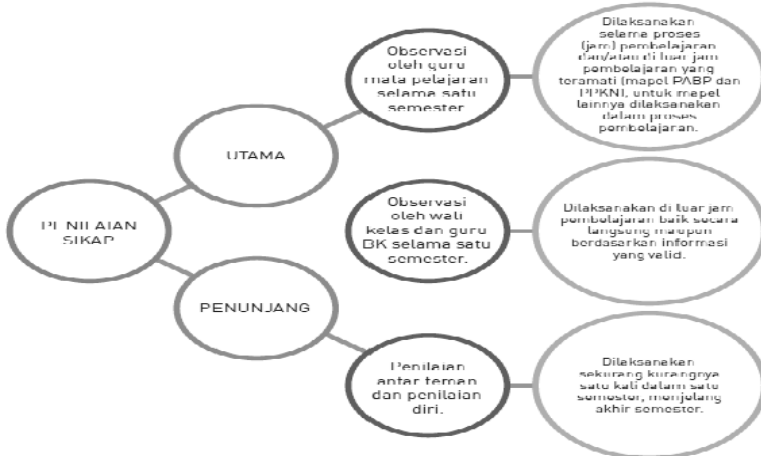 PENILAIAN
SIKAP
UTAMA
Observasi
oleh guru
mata pelajaran
selama satu
semester
Dilaksanakan
selama proses
(jam) pembelajaran
dan/atau di luar jam
pembelajaran yang
teramati (mapel PABP dan
PPKN), untuk mapel
lainnya dilaksanakan
dalam proses
pembelajaran.
Observasi
oleh wali
kelas dan guru
BK selama satu
semester.
Dilaksanakan di luar jam
pembelajaran baik secara
langsung maupun
berdasarkan informasi
yang valid.
PENUNJANG
Penilaian
antar teman
dan penilaian
diri.
Dilaksanakan
sekurang kurangnya
satu kali dalam satu
semester, menjelang
akhir semester.